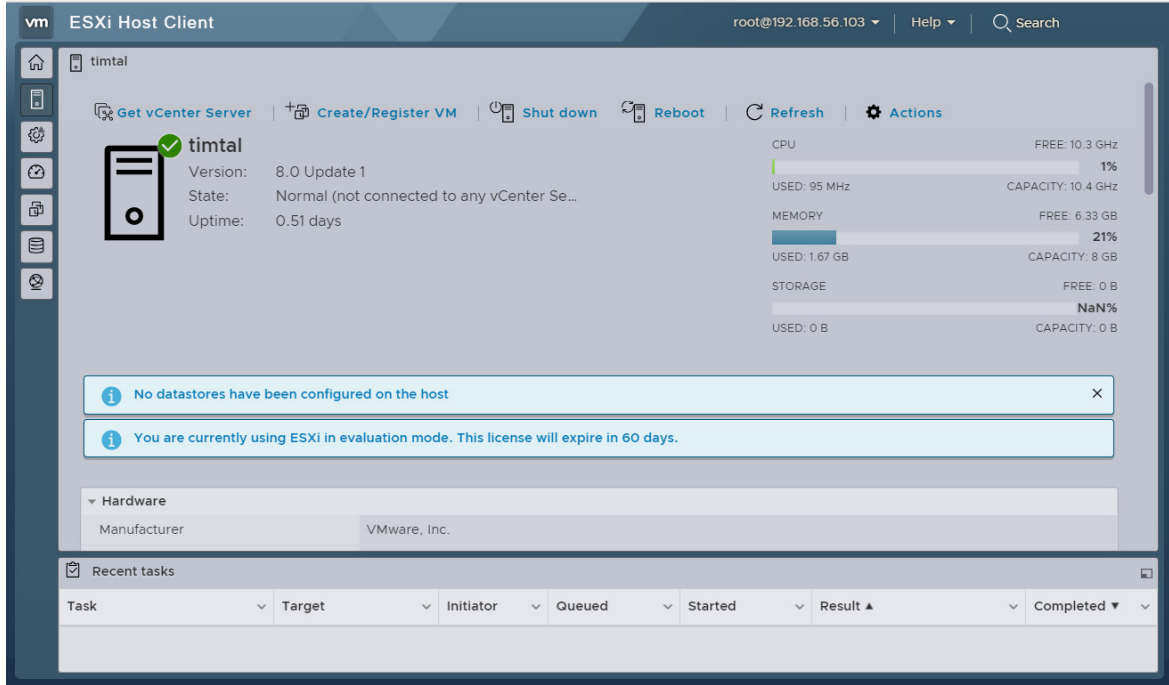 vm ESXi Host Client root@192.168.56.103 Help Search
timtal
Get vCenter Server Create/Register VM Shut down Reboot Refresh Actions
timtal
Version: 8.0 Update 1
State: Normal (not connected to any vCenter Se...
Uptime: 0.51 days
CPU FREE: 10.3 GHz
1%
USED: 95 MHz CAPACITY: 10.4 GHz
MEMORY FREE: 6.33 GB
21%
USED: 1.67 GB CAPACITY: 8 GB
STORAGE FREE: 0 B
NaN%
USED: 0 B CAPACITY: 0 B
No datastores have been configured on the host
You are currently using ESXi in evaluation mode. This license will expire in 60 days.
Hardware
Manufacturer VMware, Inc.
Recent tasks
Task Target Initiator Queued Started Result Completed